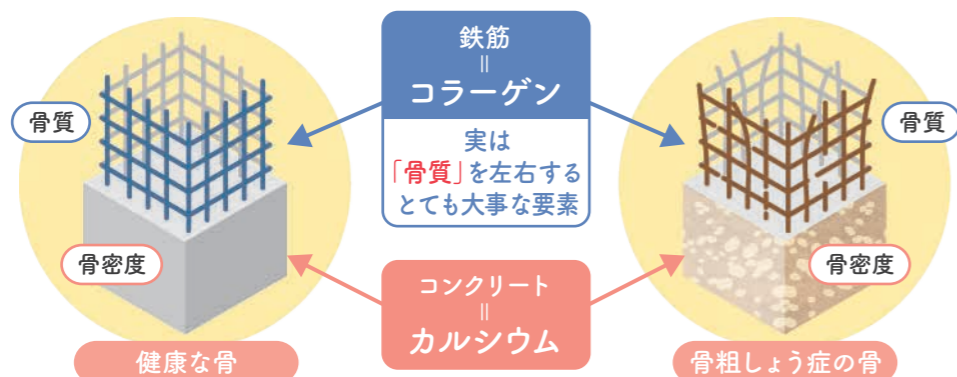 鉄筋
=
コラーゲン
実は
「骨質」を左右する
とても大事な要素
骨質
骨質
骨密度
骨密度
コンクリート
=
カルシウム
健康な骨
骨粗しょう症の骨